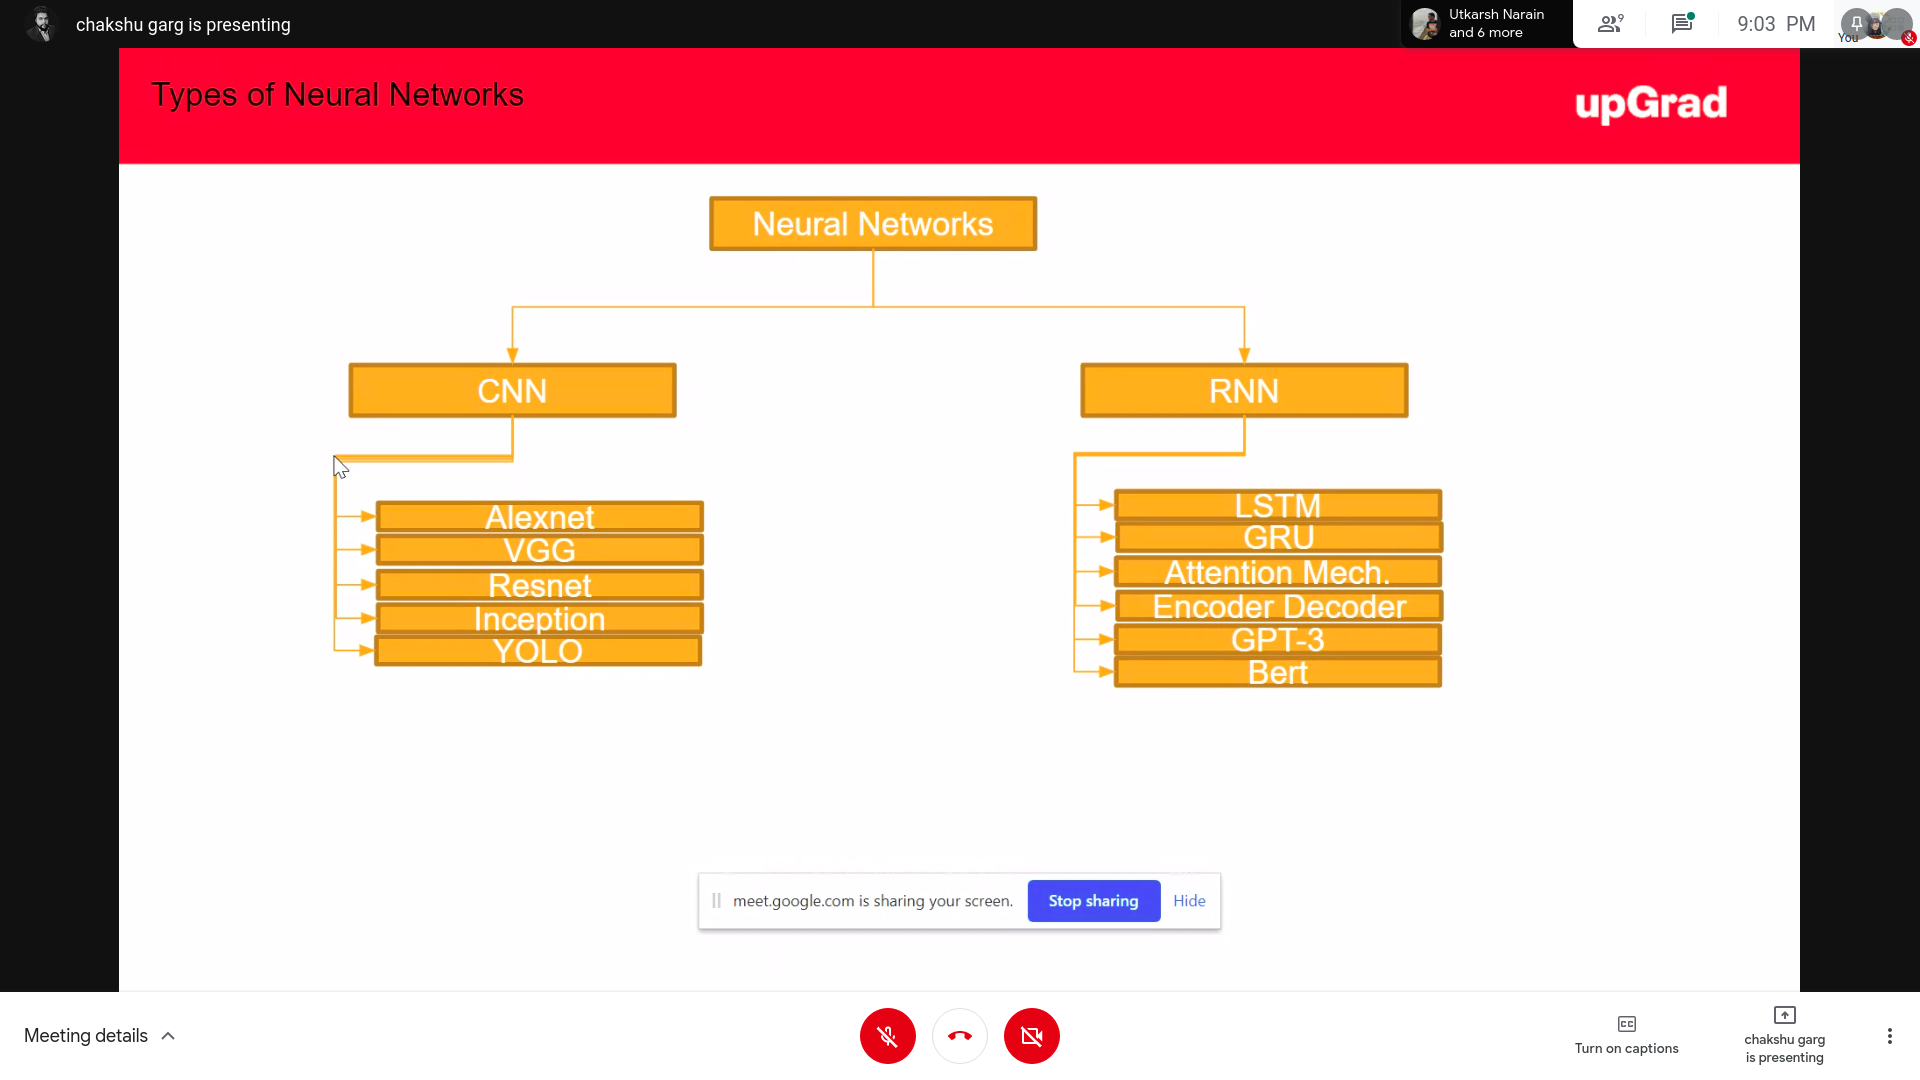 chakshu garg is presenting
Utkarsh Narain
and 6 more
9
9:03 PM
You
Types of Neural Networks
upGrad
Neural Networks
CNN
RNN
Alexnet
VGG
Resnet
Inception
YOLO
LSTM
GRU
Attention Mech.
Encoder Decoder
GPT-3
Bert
meet.google.com is sharing your screen.
Stop sharing
Hide
Meeting details
CC
Turn on captions
chakshu garg
is presenting